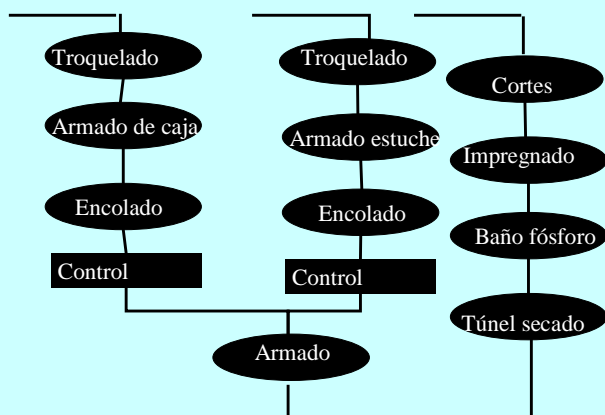 Troquelado
Armado de caja
Encolado
Control
Troquelado
Armado estuche
Encolado
Control
Armado
Cortes
Impregnado
Baño fósforo
Túnel secado